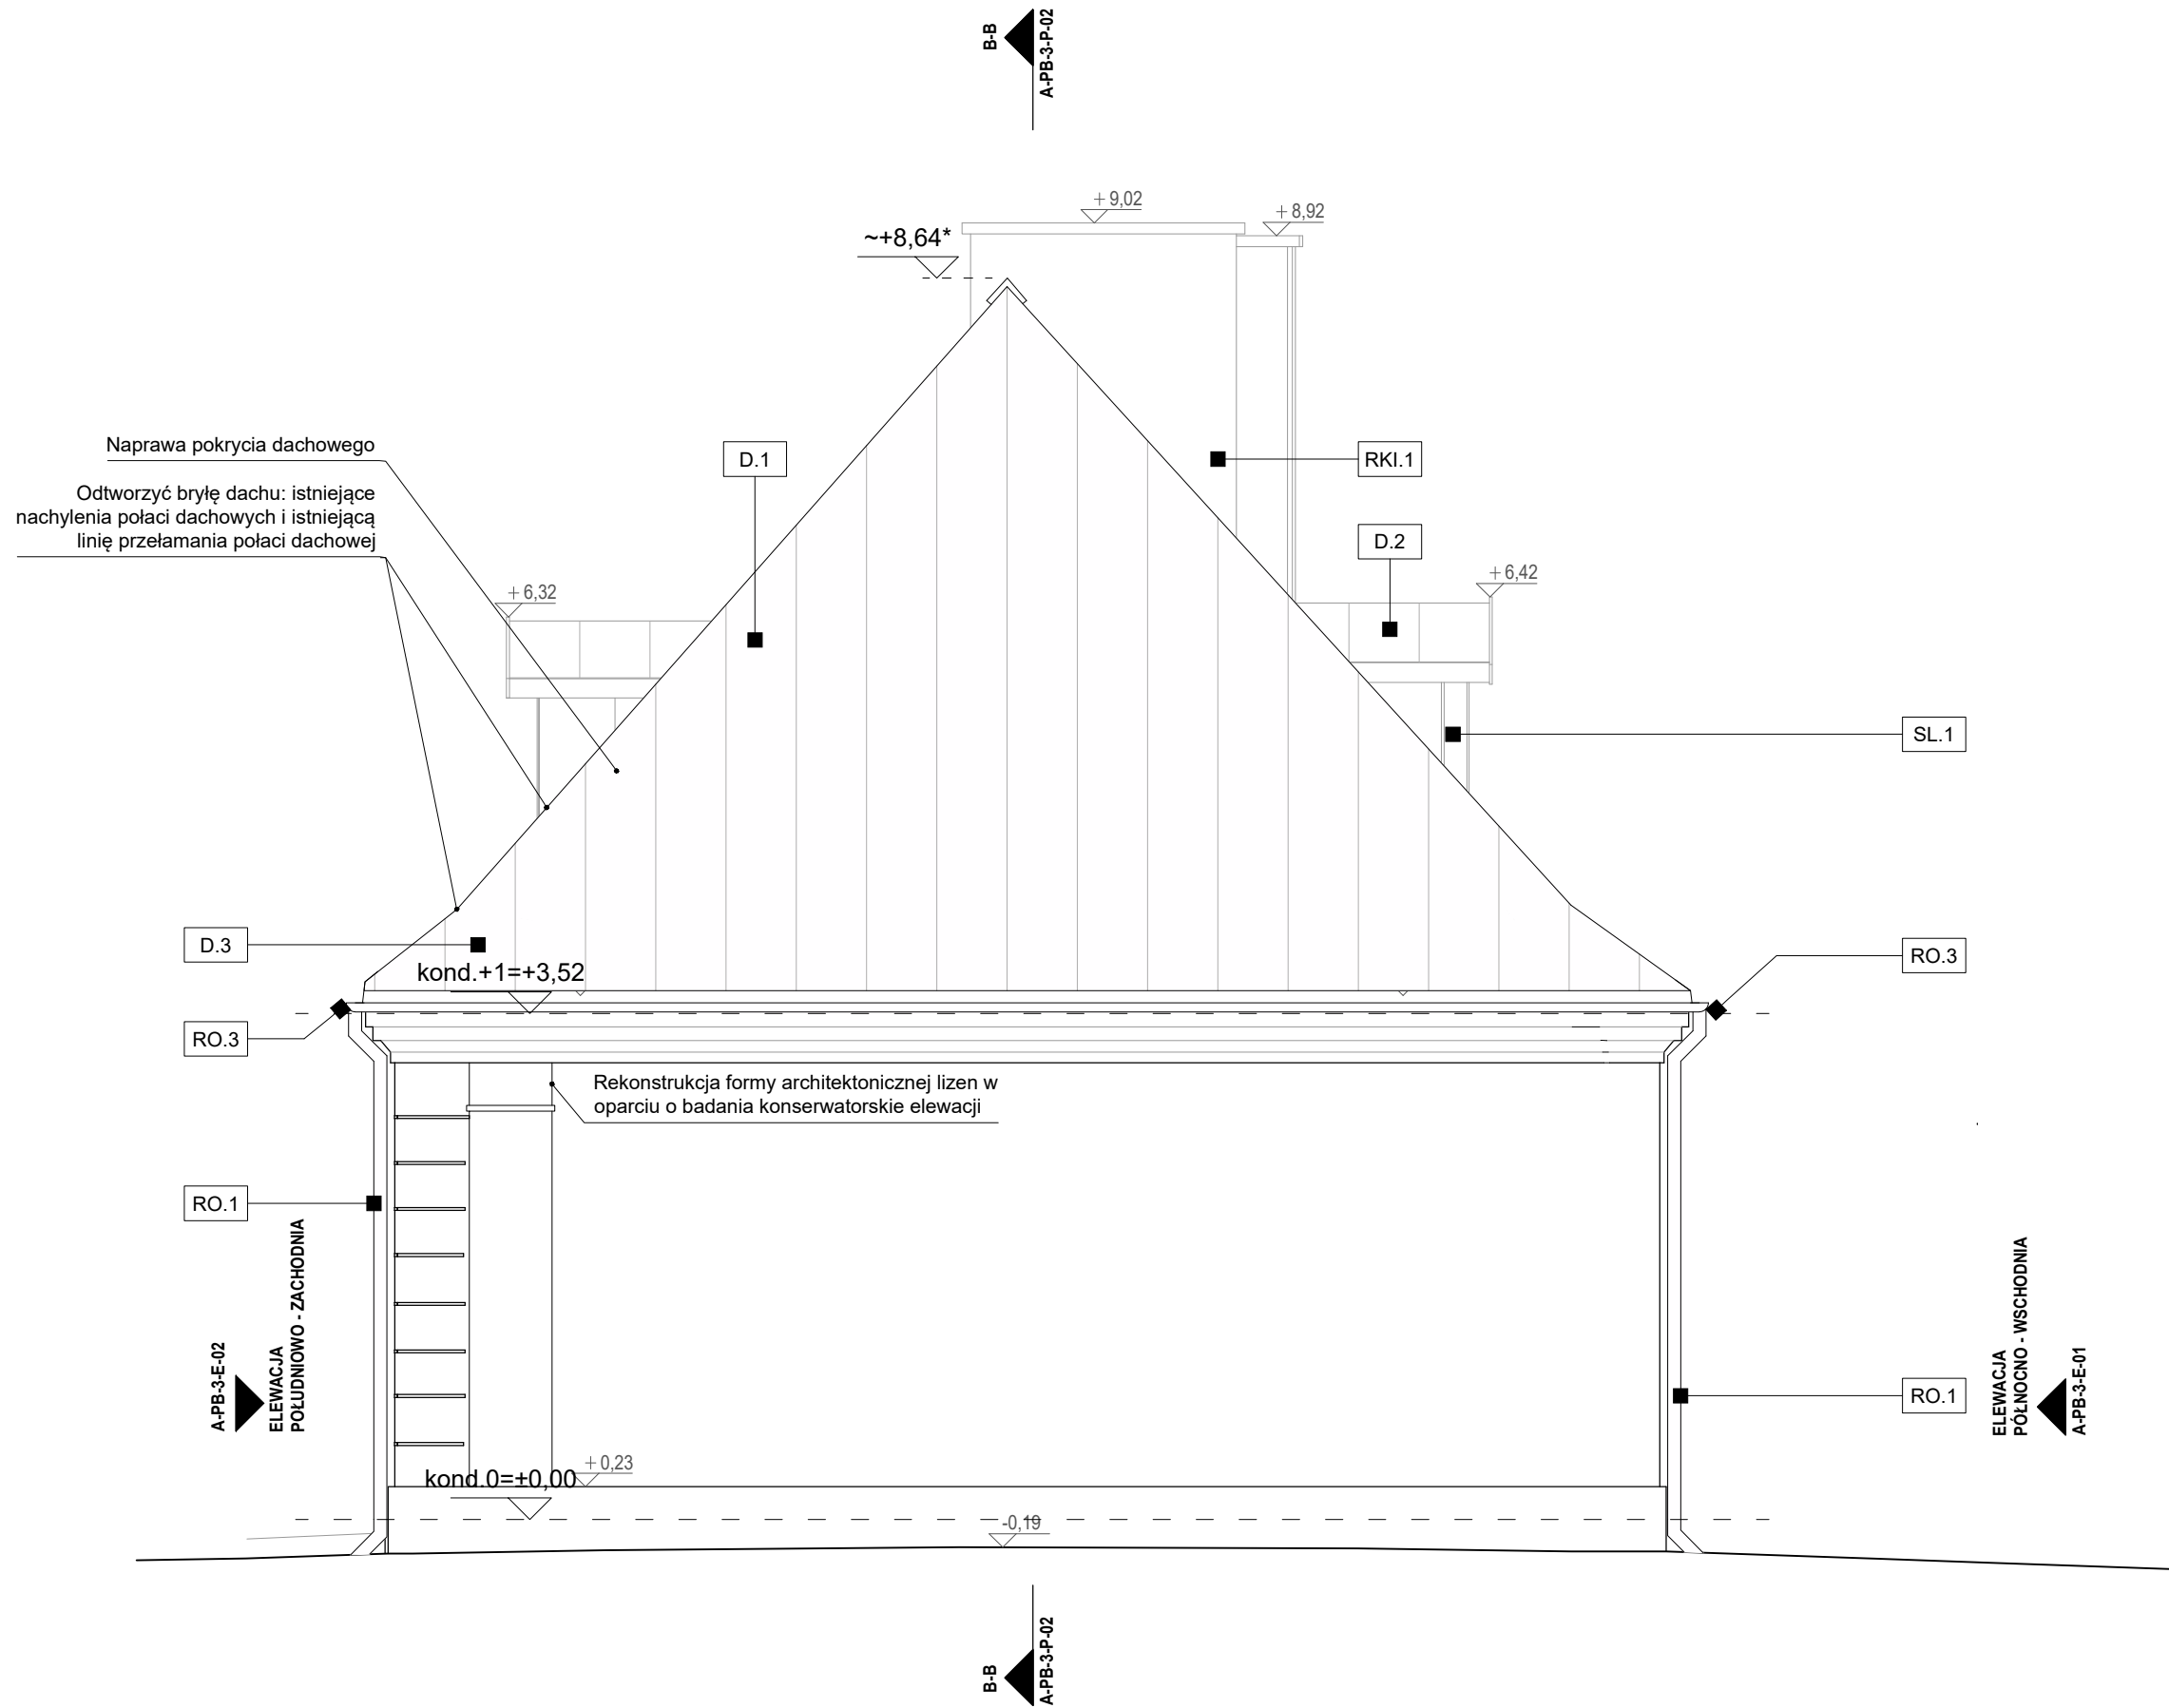 B-B
A-PB-3-P-02
+9,02
+8,92
~+8,64*
Naprawa pokrycia dachowego
D.1
RKI.1
Odtworzyć bryłę dachu: istniejące
nachylenia połaci dachowych i istniejącą
linię przełamania połaci dachowej
D.2
+6,32
+6,42
SL.1
D.3
kond.+1=+3,52
RO.3
RO.3
Rekonstrukcja formy architektonicznej lizen w
oparciu o badania konserwatorskie elewacji
RO.1
A-PB-3-E-02
ELEWACJA
POŁUDNIOWO - ZACHODNIA
ELEWACJA
PÓŁNOCNO - WSCHODNIA
A-PB-3-E-01
RO.1
kond.0=±0,00
+0,23
-0,19
B-B
A-PB-3-P-02